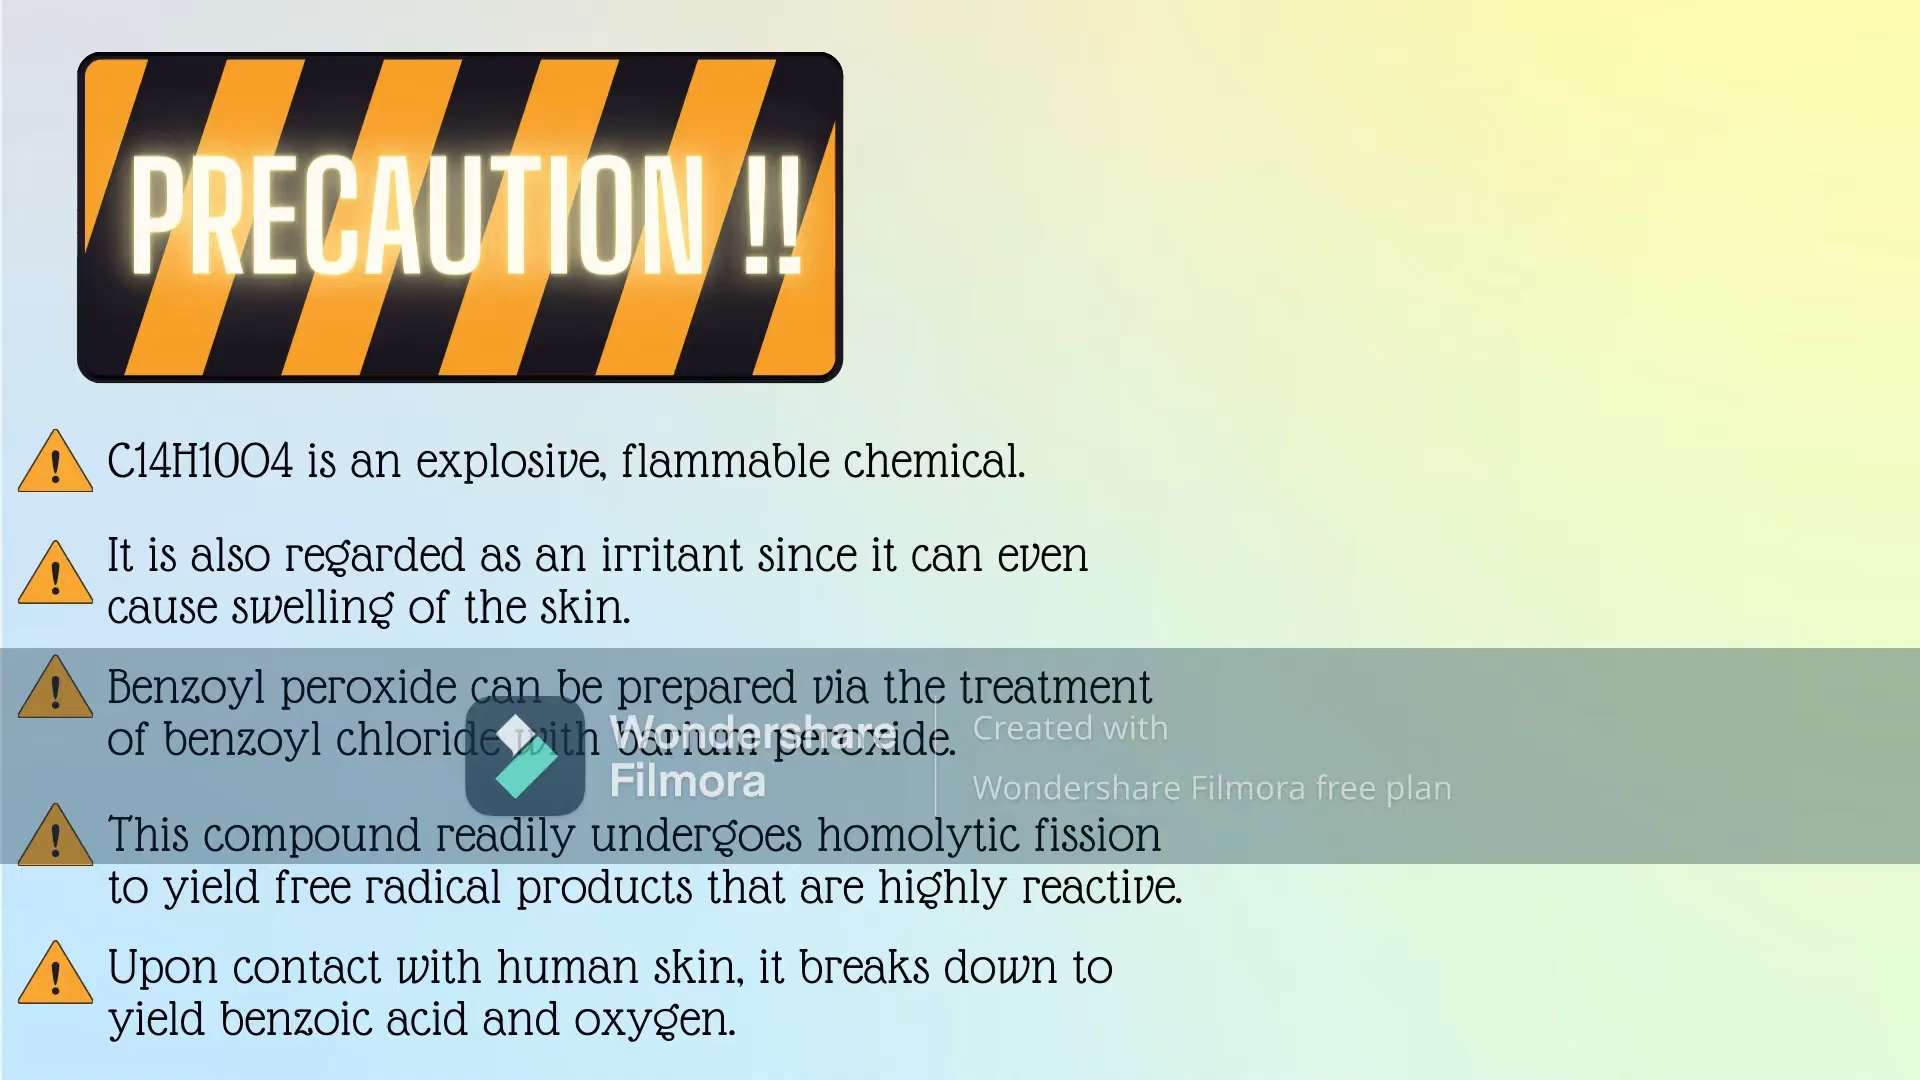 PRECAUTION !!
C14H10O4 is an explosive, flammable chemical.
It is also regarded as an irritant since it can even
cause swelling of the skin.
Benzoyl peroxide can be prepared via the treatment
of benzoyl chloride with barium peroxide.
Wondershare
Filmora
Created with
Wondershare Filmora free plan
This compound readily undergoes homolytic fission
to yield free radical products that are highly reactive.
Upon contact with human skin, it breaks down to
yield benzoic acid and oxygen.